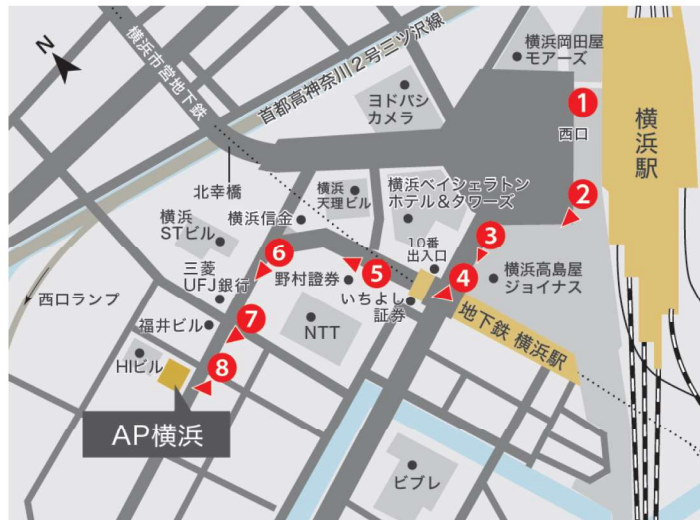 N
横浜市営地下鉄
首都高神奈川2号三ツ沢線
横浜岡田屋
モアーズ
ヨドバシ
カメラ
1
西口
横浜駅
北幸橋
横浜
天理ビル
横浜ベイシェラトン
ホテル&タワーズ
2
横浜
STビル
横浜信金
6
3
10番
出入口
三菱
UFJ銀行
野村證券
5
4
横浜高島屋
ジョイナス
いちよし
証券
西口ランプ
福井ビル
7
NTT
地下鉄 横浜駅
HIビル
8
AP横浜
ビブレ